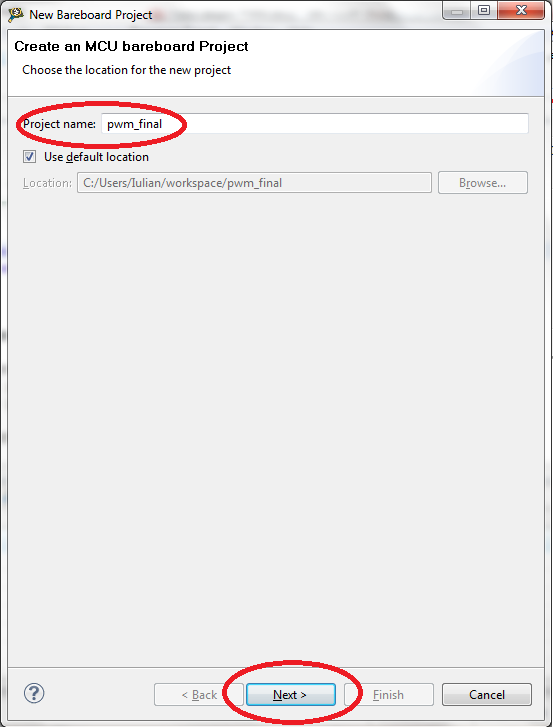 New Bareboard Project
Create an MCU bareboard Project
Choose the location for the new project
Project name: pwm_final
Use default location
Location: C:/Users/Iulian/workspace/pwm_final Browse...
? < Back Next > Finish Cancel